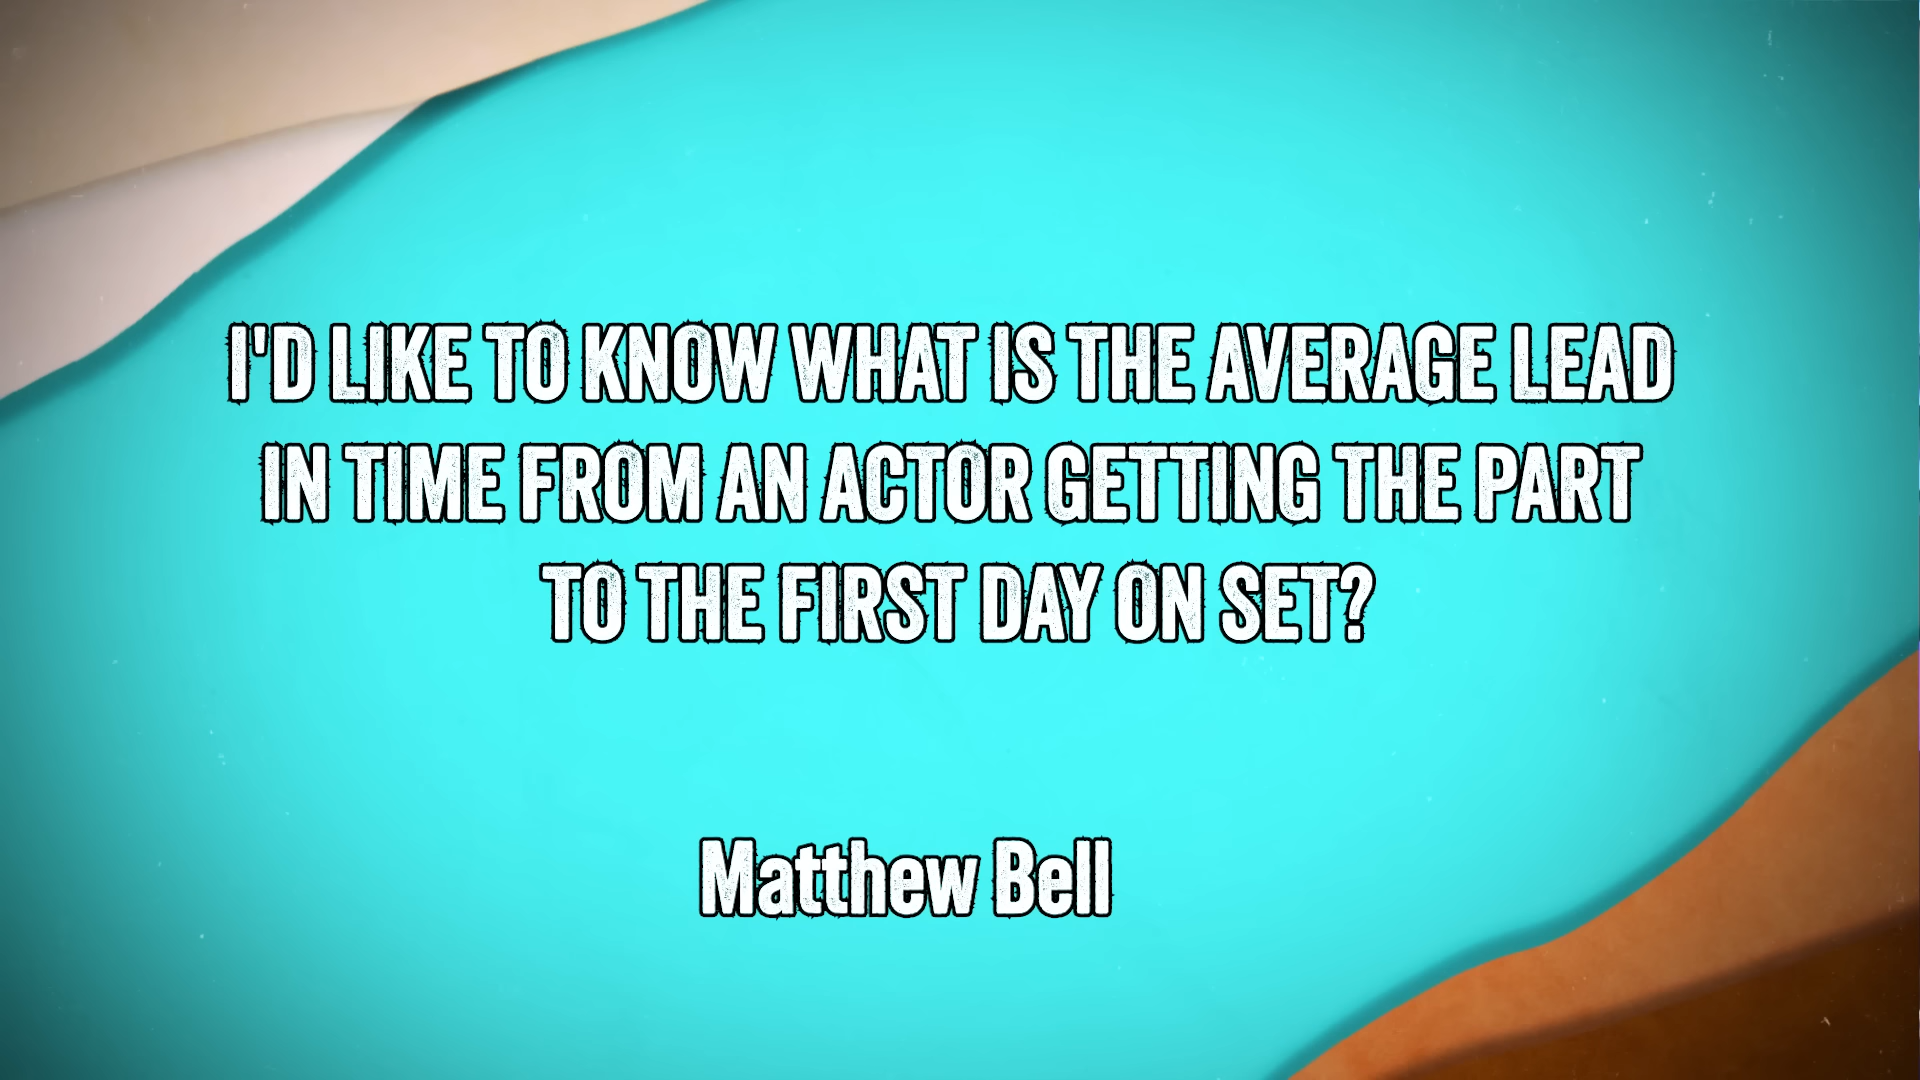 I'D LIKE TO KNOW WHAT IS THE AVERAGE LEAD
IN TIME FROM AN ACTOR GETTING THE PART
TO THE FIRST DAY ON SET?
Matthew Bell